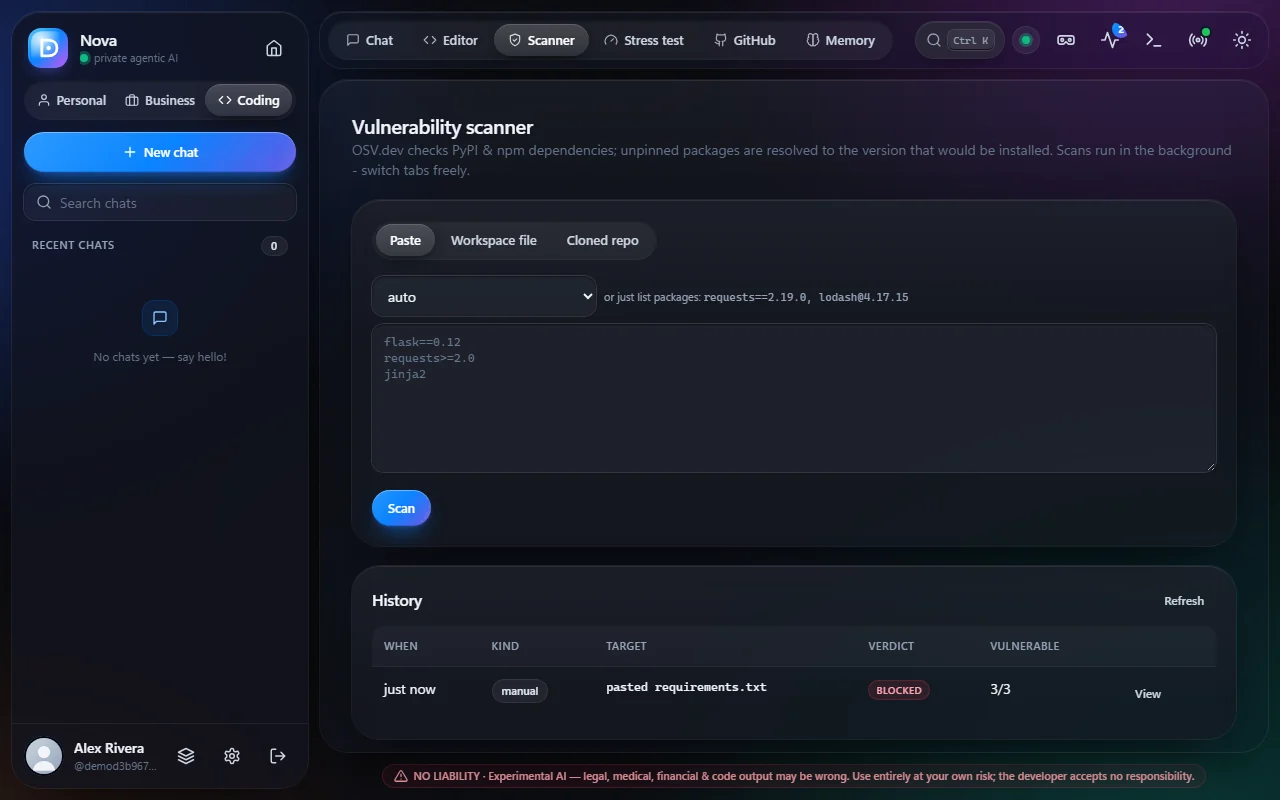 Nova
private agentic AI
Personal
Business
Coding
New chat
Search chats
RECENT CHATS
0
No chats yet — say hello!
Alex Rivera
@demod3b967...
Chat
Editor
Scanner
Stress test
GitHub
Memory
Ctrl K
2
Vulnerability scanner
OSV.dev checks PyPI & npm dependencies; unpinned packages are resolved to the version that would be installed. Scans run in the background
- switch tabs freely.
Paste
Workspace file
Cloned repo
auto
or just list packages: requests==2.19.0, lodash@4.17.15
flask==0.12
requests>=2.0
jinja2
Scan
History
Refresh
WHEN KIND TARGET VERDICT VULNERABLE
just now manual pasted requirements.txt BLOCKED 3/3 View
NO LIABILITY · Experimental AI — legal, medical, financial & code output may be wrong. Use entirely at your own risk; the developer accepts no responsibility.